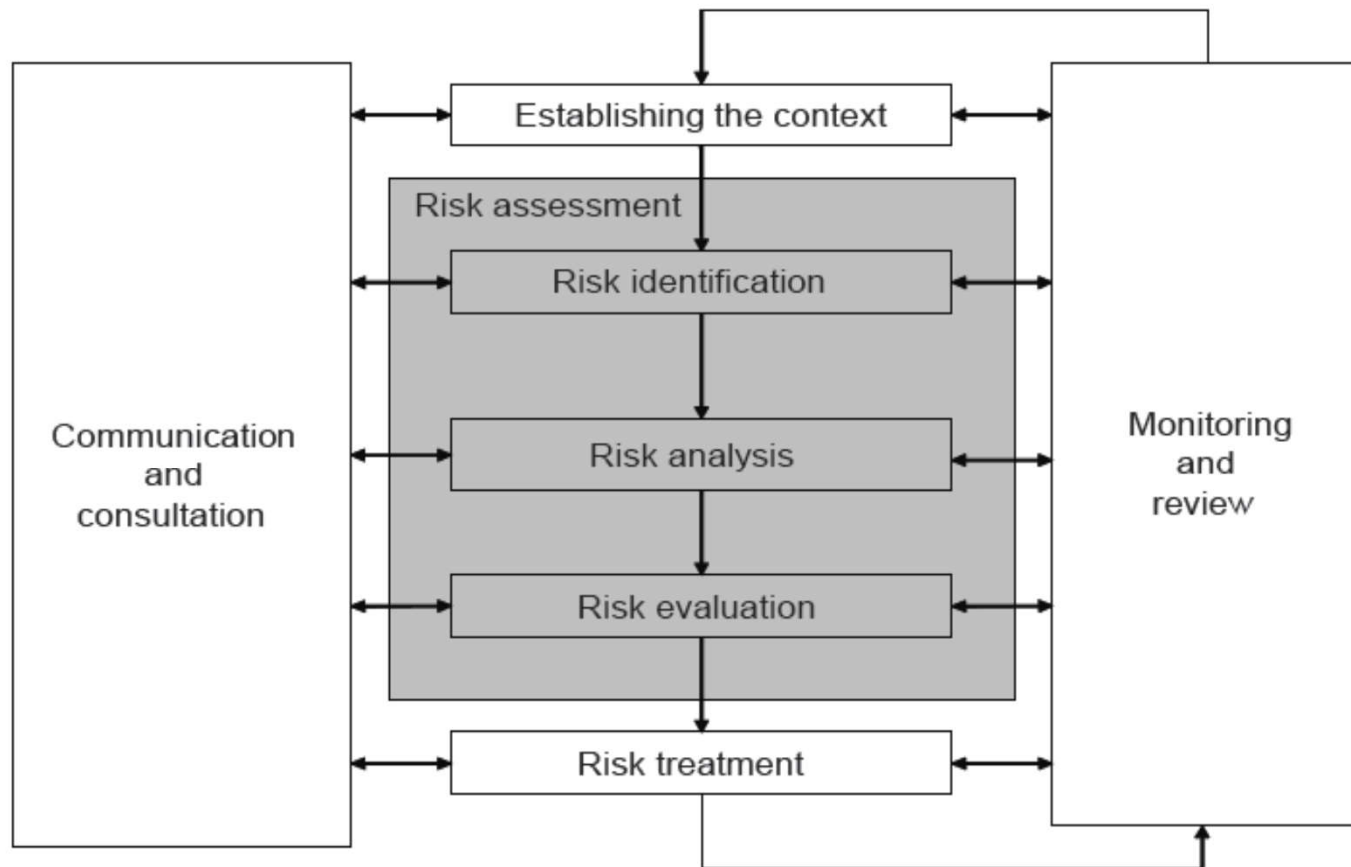 Establishing the context
Risk assessment
Risk identification
Communication
and
consultation
Risk analysis
Monitoring
and
review
Risk evaluation
Risk treatment